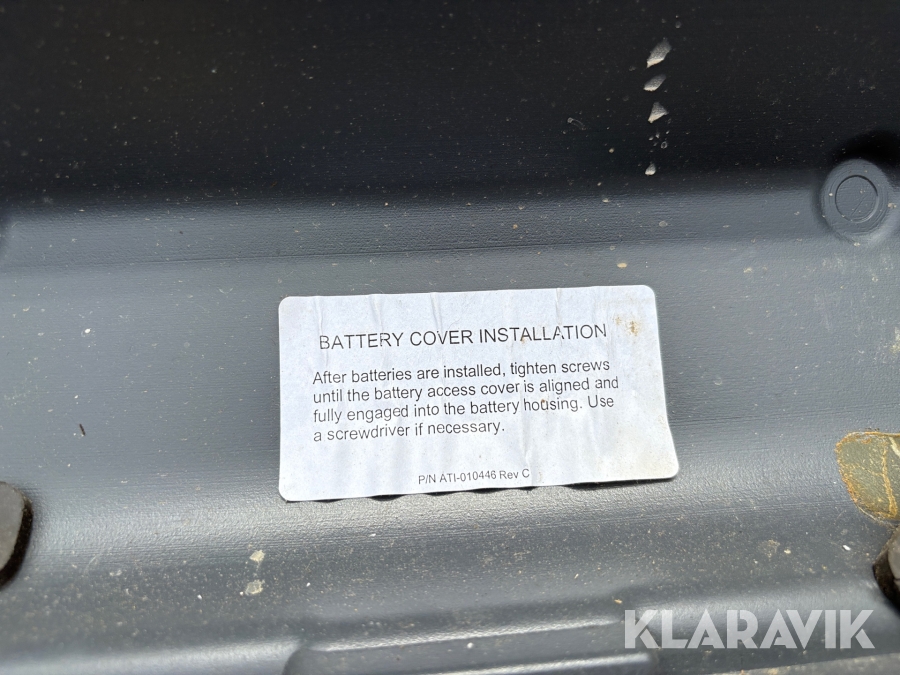 BATTERY COVER INSTALLATION
After batteries are installed, tighten screws
until the battery access cover is aligned and
fully engaged into the battery housing. Use
a screwdriver if necessary.
P/N ATI-010446 Rev C
KLARAVIK